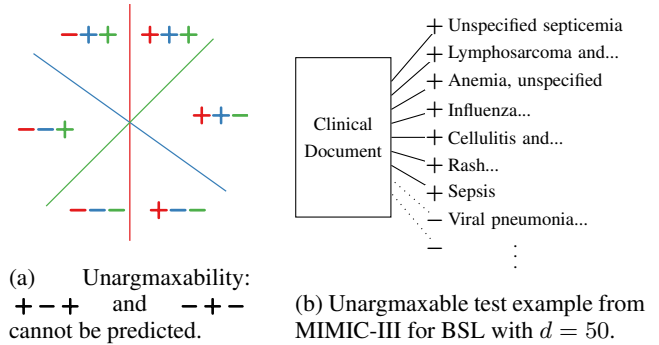 − + +
+ + +
− − +
+ + −
− − −
+ − −
(a) Unargmaxability:
+ − + and − + −
cannot be predicted.
Clinical
Document
+ Unspecified septicemia
+ Lymphosarcoma and...
+ Anemia, unspecified
+ Influenza...
+ Cellulitis and...
+ Rash...
+ Sepsis
− Viral pneumonia...
− ⋮
(b) Unargmaxable test example from
MIMIC-III for BSL with d = 50.